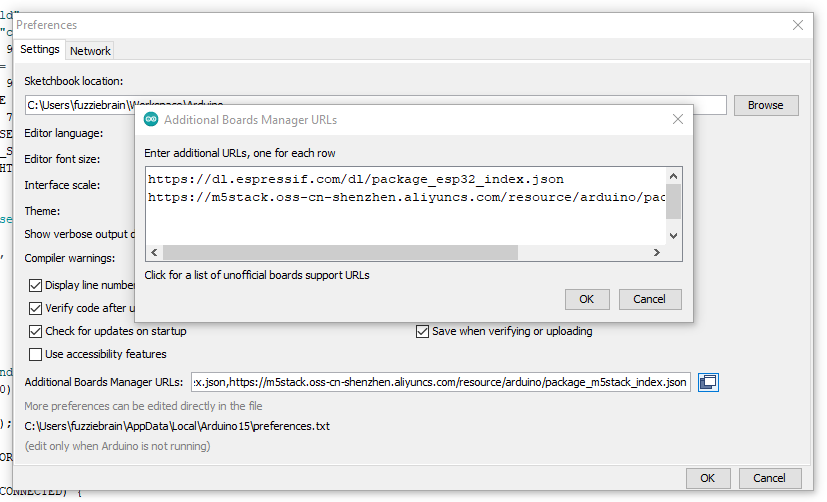 ld"
Preferences
"c
Settings
Network
9
=
Sketchbook location:
9
E
C:\Users\fuzziebrain\Workspace\Arduino
Browse
7
Additional Boards Manager URLs
SE
Editor language:
_S
Enter additional URLs, one for each row
Editor font size:
HT
https://dl.espressif.com/dl/package_esp32_index.json
Interface scale:
https://m5stack.oss-cn-shenzhen.aliyuncs.com/resource/arduino/pac
Theme:
se
Show verbose output d
,
Compiler warnings:
Click for a list of unofficial boards support URLs
Display line number
OK
Cancel
Verify code after u
Check for updates on startup
Save when verifying or uploading
Use accessibility features
nd
Additional Boards Manager URLs:
x.json,https://m5stack.oss-cn-shenzhen.aliyuncs.com/resource/arduino/package_m5stack_index.json
0)
More preferences can be edited directly in the file
);
C:\Users\fuzziebrain\AppData\Local\Arduino15\preferences.txt
(edit only when Arduino is not running)
OR
OK
Cancel
CONNECTED) {